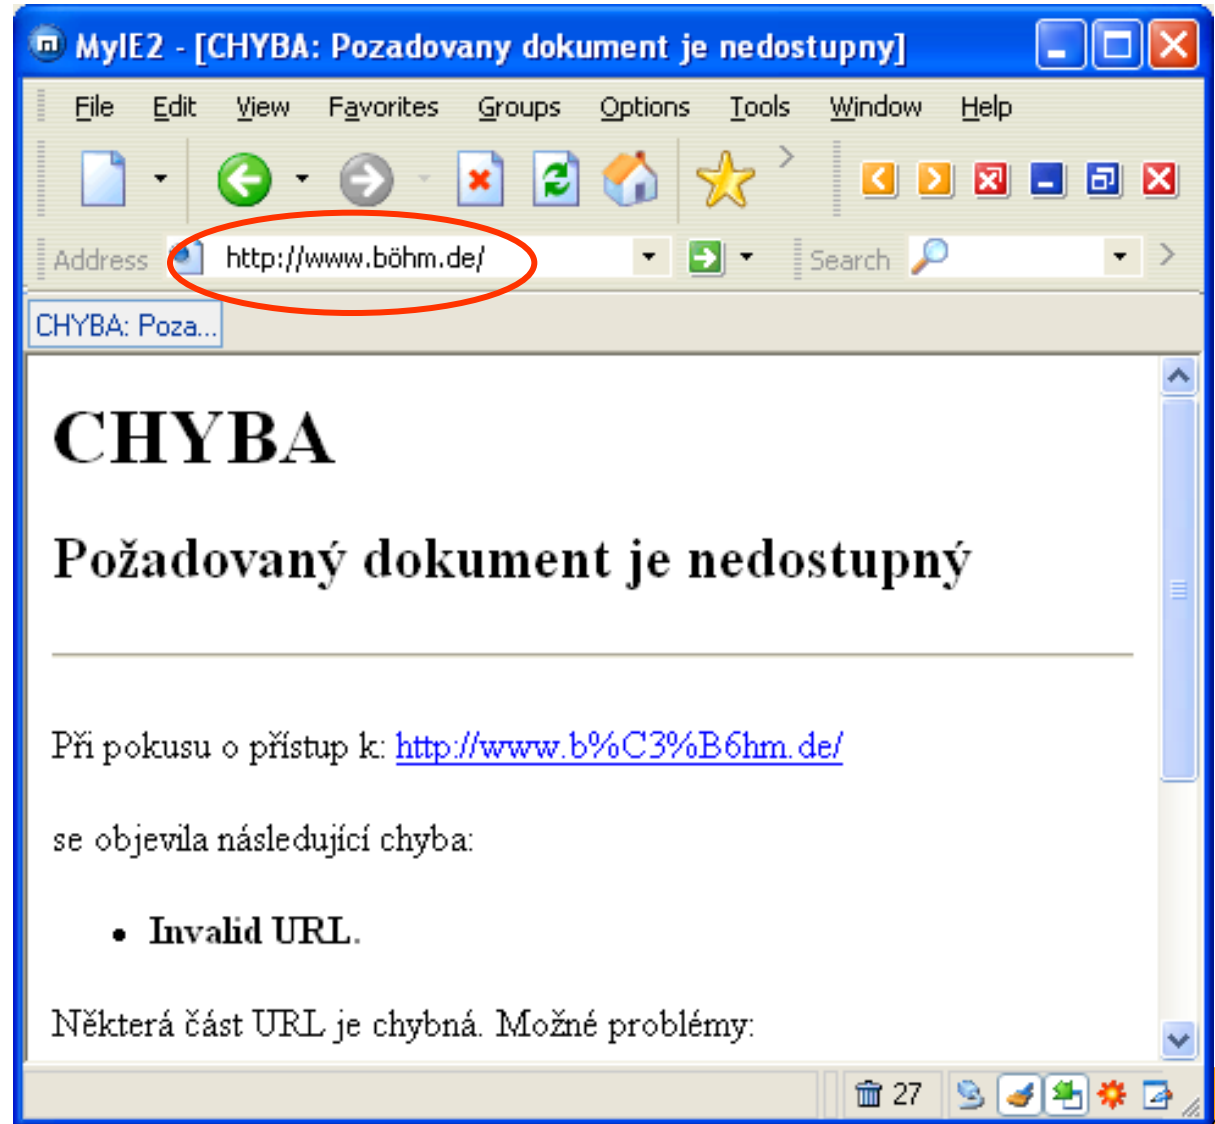 MyIE2 - [CHYBA: Pozadovany dokument je nedostupny]
File Edit View Favorites Groups Options Tools Window Help
Address http://www.böhm.de/ Search
CHYBA: Poza...
CHYBA
Požadovaný dokument je nedostupný
Při pokusu o přístup k: http://www.b%C3%B6hm.de/
se objevila následující chyba:
• Invalid URL.
Některá část URL je chybná. Možné problémy:
27